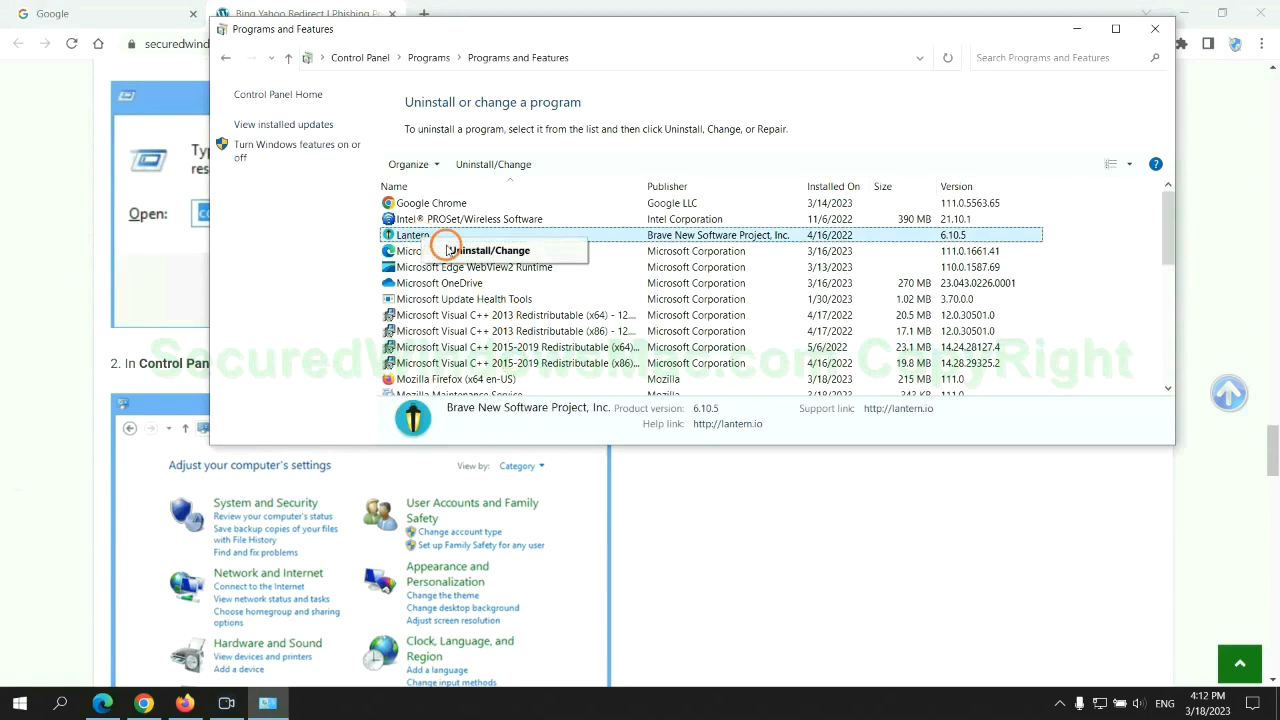 Google
Bing Yahoo Redirect | Phishing P
Programs and Features
securedwind
Control Panel
Programs
Programs and Features
Search Programs and Features
Control Panel Home
View installed updates
Turn Windows features on or
off
Uninstall or change a program
To uninstall a program, select it from the list and then click Uninstall, Change, or Repair.
Organize
Uninstall/Change
Name Publisher Installed On Size Version
Google Chrome Google LLC 3/14/2023 111.0.5563.65
Intel® PROSet/Wireless Software Intel Corporation 11/6/2022 390 MB 21.10.1
Lantern Brave New Software Project, Inc. 4/16/2022 6.10.5
Micro Microsoft Corporation 3/16/2023 111.0.1661.41
Uninstall/Change
Microsoft Edge WebView2 Runtime Microsoft Corporation 3/13/2023 110.0.1587.69
Microsoft OneDrive Microsoft Corporation 3/16/2023 270 MB 23.043.0226.0001
Microsoft Update Health Tools Microsoft Corporation 1/30/2023 1.02 MB 3.70.0.0
Microsoft Visual C++ 2013 Redistributable (x64) - 12.... Microsoft Corporation 4/17/2022 20.5 MB 12.0.30501.0
Microsoft Visual C++ 2013 Redistributable (x86) - 12.... Microsoft Corporation 4/17/2022 17.1 MB 12.0.30501.0
Microsoft Visual C++ 2015-2019 Redistributable (x64)... Microsoft Corporation 5/6/2022 23.1 MB 14.24.28127.4
Microsoft Visual C++ 2015-2019 Redistributable (x86)... Microsoft Corporation 4/16/2022 19.8 MB 14.28.29325.2
Mozilla Firefox (x64 en-US) Mozilla 3/18/2023 215 MB 111.0
Mozilla Maintenance Service Mozilla 3/18/2023 343 KB 111.0
Brave New Software Project, Inc. Product version: 6.10.5 Support link: http://lantern.io
Help link: http://lantern.io
Ty
res
Open:
co
2. In Control Pan
Adjust your computer's settings
View by: Category
System and Security
Review your computer's status
Save backup copies of your files
with File History
Find and fix problems
Network and Internet
Connect to the Internet
View network status and tasks
Choose homegroup and sharing
options
Hardware and Sound
View devices and printers
Add a device
User Accounts and Family
Safety
Change account type
Set up Family Safety for any user
Appearance and
Personalization
Change the theme
Change desktop background
Adjust screen resolution
Clock, Language, and
Region
Add a language
Change input methods
ENG
4:12 PM
3/18/2023